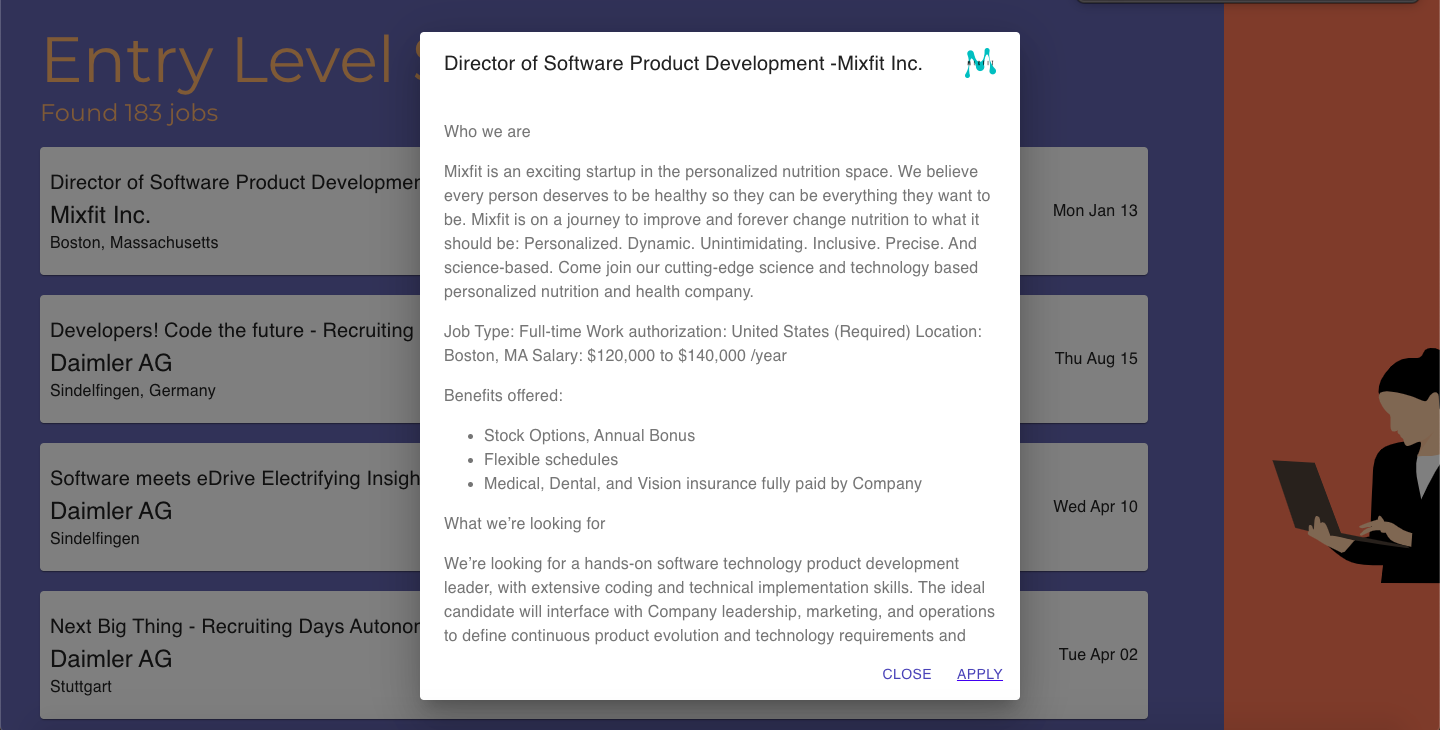 Entry Level
Found 183 jobs
Director of Software Product Development -Mixfit Inc.
Who we are
Mixfit is an exciting startup in the personalized nutrition space. We believe
every person deserves to be healthy so they can be everything they want to
be. Mixfit is on a journey to improve and forever change nutrition to what it
should be: Personalized. Dynamic. Unintimidating. Inclusive. Precise. And
science-based. Come join our cutting-edge science and technology based
personalized nutrition and health company.
Job Type: Full-time Work authorization: United States (Required) Location:
Boston, MA Salary: $120,000 to $140,000 /year
Benefits offered:
• Stock Options, Annual Bonus
• Flexible schedules
• Medical, Dental, and Vision insurance fully paid by Company
What we’re looking for
We’re looking for a hands-on software technology product development
leader, with extensive coding and technical implementation skills. The ideal
candidate will interface with Company leadership, marketing, and operations
to define continuous product evolution and technology requirements and
CLOSE APPLY
Director of Software Product
Mixfit Inc.
Boston, Massachusetts
Mon Jan 13
Developers! Code the future - Recruiting
Daimler AG
Sindelfingen, Germany
Thu Aug 15
Software meets eDrive Electrifying
Daimler AG
Sindelfingen
Wed Apr 10
Next Big Thing - Recruiting Days
Daimler AG
Stuttgart
Tue Apr 02